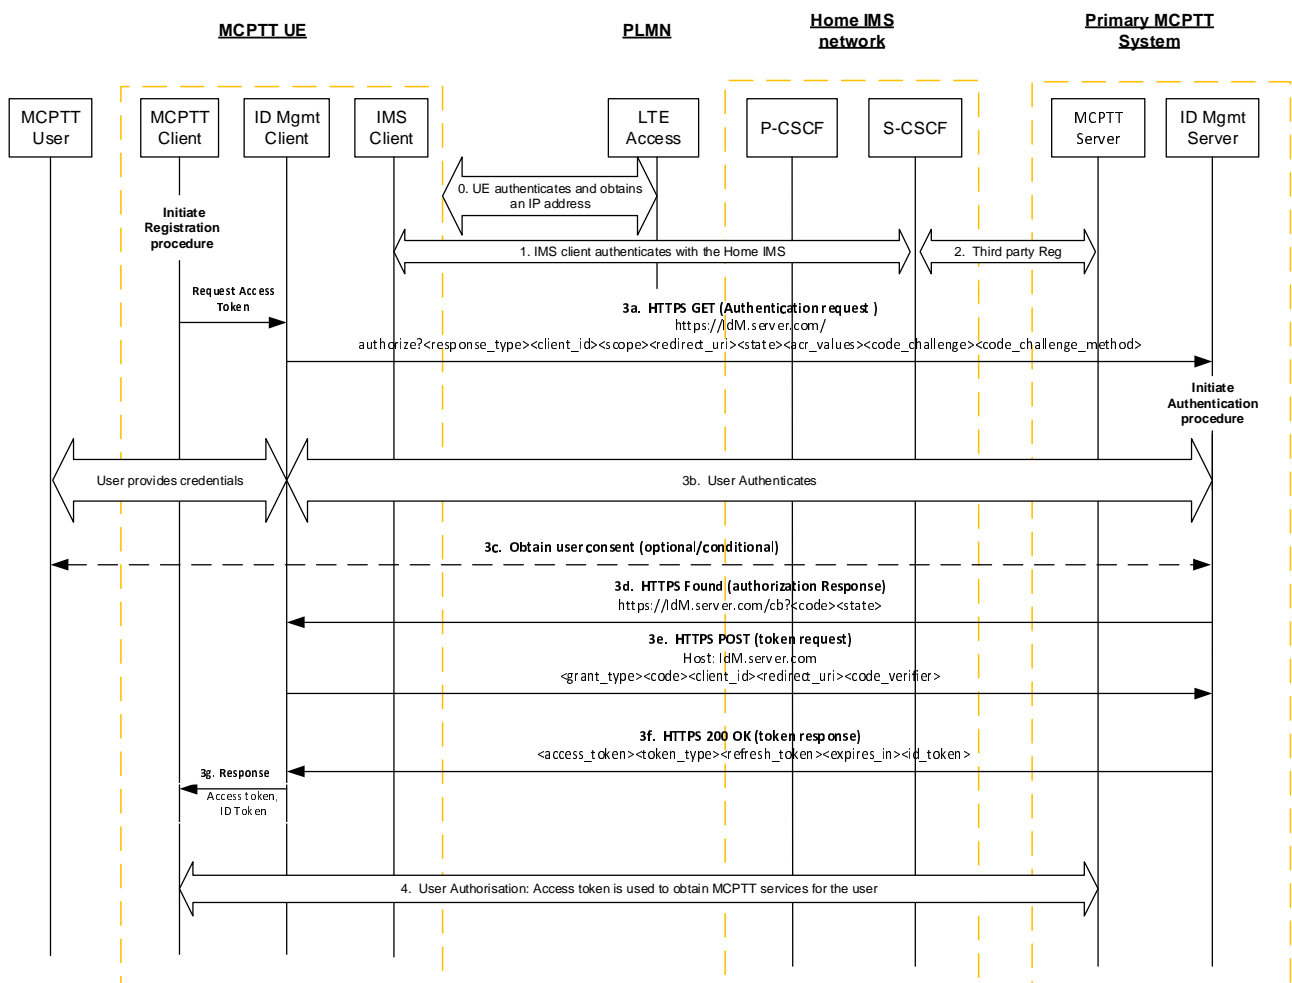 MCPTT UE
PLMN
Home IMS
network
Primary MCPTT
System
MCPTT
User
MCPTT
Client
ID Mgmt
Client
IMS
Client
LTE
Access
P-CSCF
S-CSCF
MCPTT
Server
ID Mgmt
Server
0. UE authenticates and obtains
an IP address
Initiate
Registration
procedure
1. IMS client authenticates with the Home IMS
2. Third party Reg
Request Access
Token
3a. HTTPS GET (Authentication request )
https://IdM.server.com/
authorize?<response_type><client_id><scope><redirect_uri><state><acr_values><code_challenge><code_challenge_method>
Initiate
Authentication
procedure
User provides credentials
3b. User Authenticates
3c. Obtain user consent (optional/conditional)
3d. HTTPS Found (authorization Response)
https://IdM.server.com/cb?<code><state>
3e. HTTPS POST (token request)
Host: IdM.server.com
<grant_type><code><client_id><redirect_uri><code_verifier>
3f. HTTPS 200 OK (token response)
<access_token><token_type><refresh_token><expires_in><id_token>
3g. Response
Access token,
ID Token
4. User Authorisation: Access token is used to obtain MCPTT services for the user